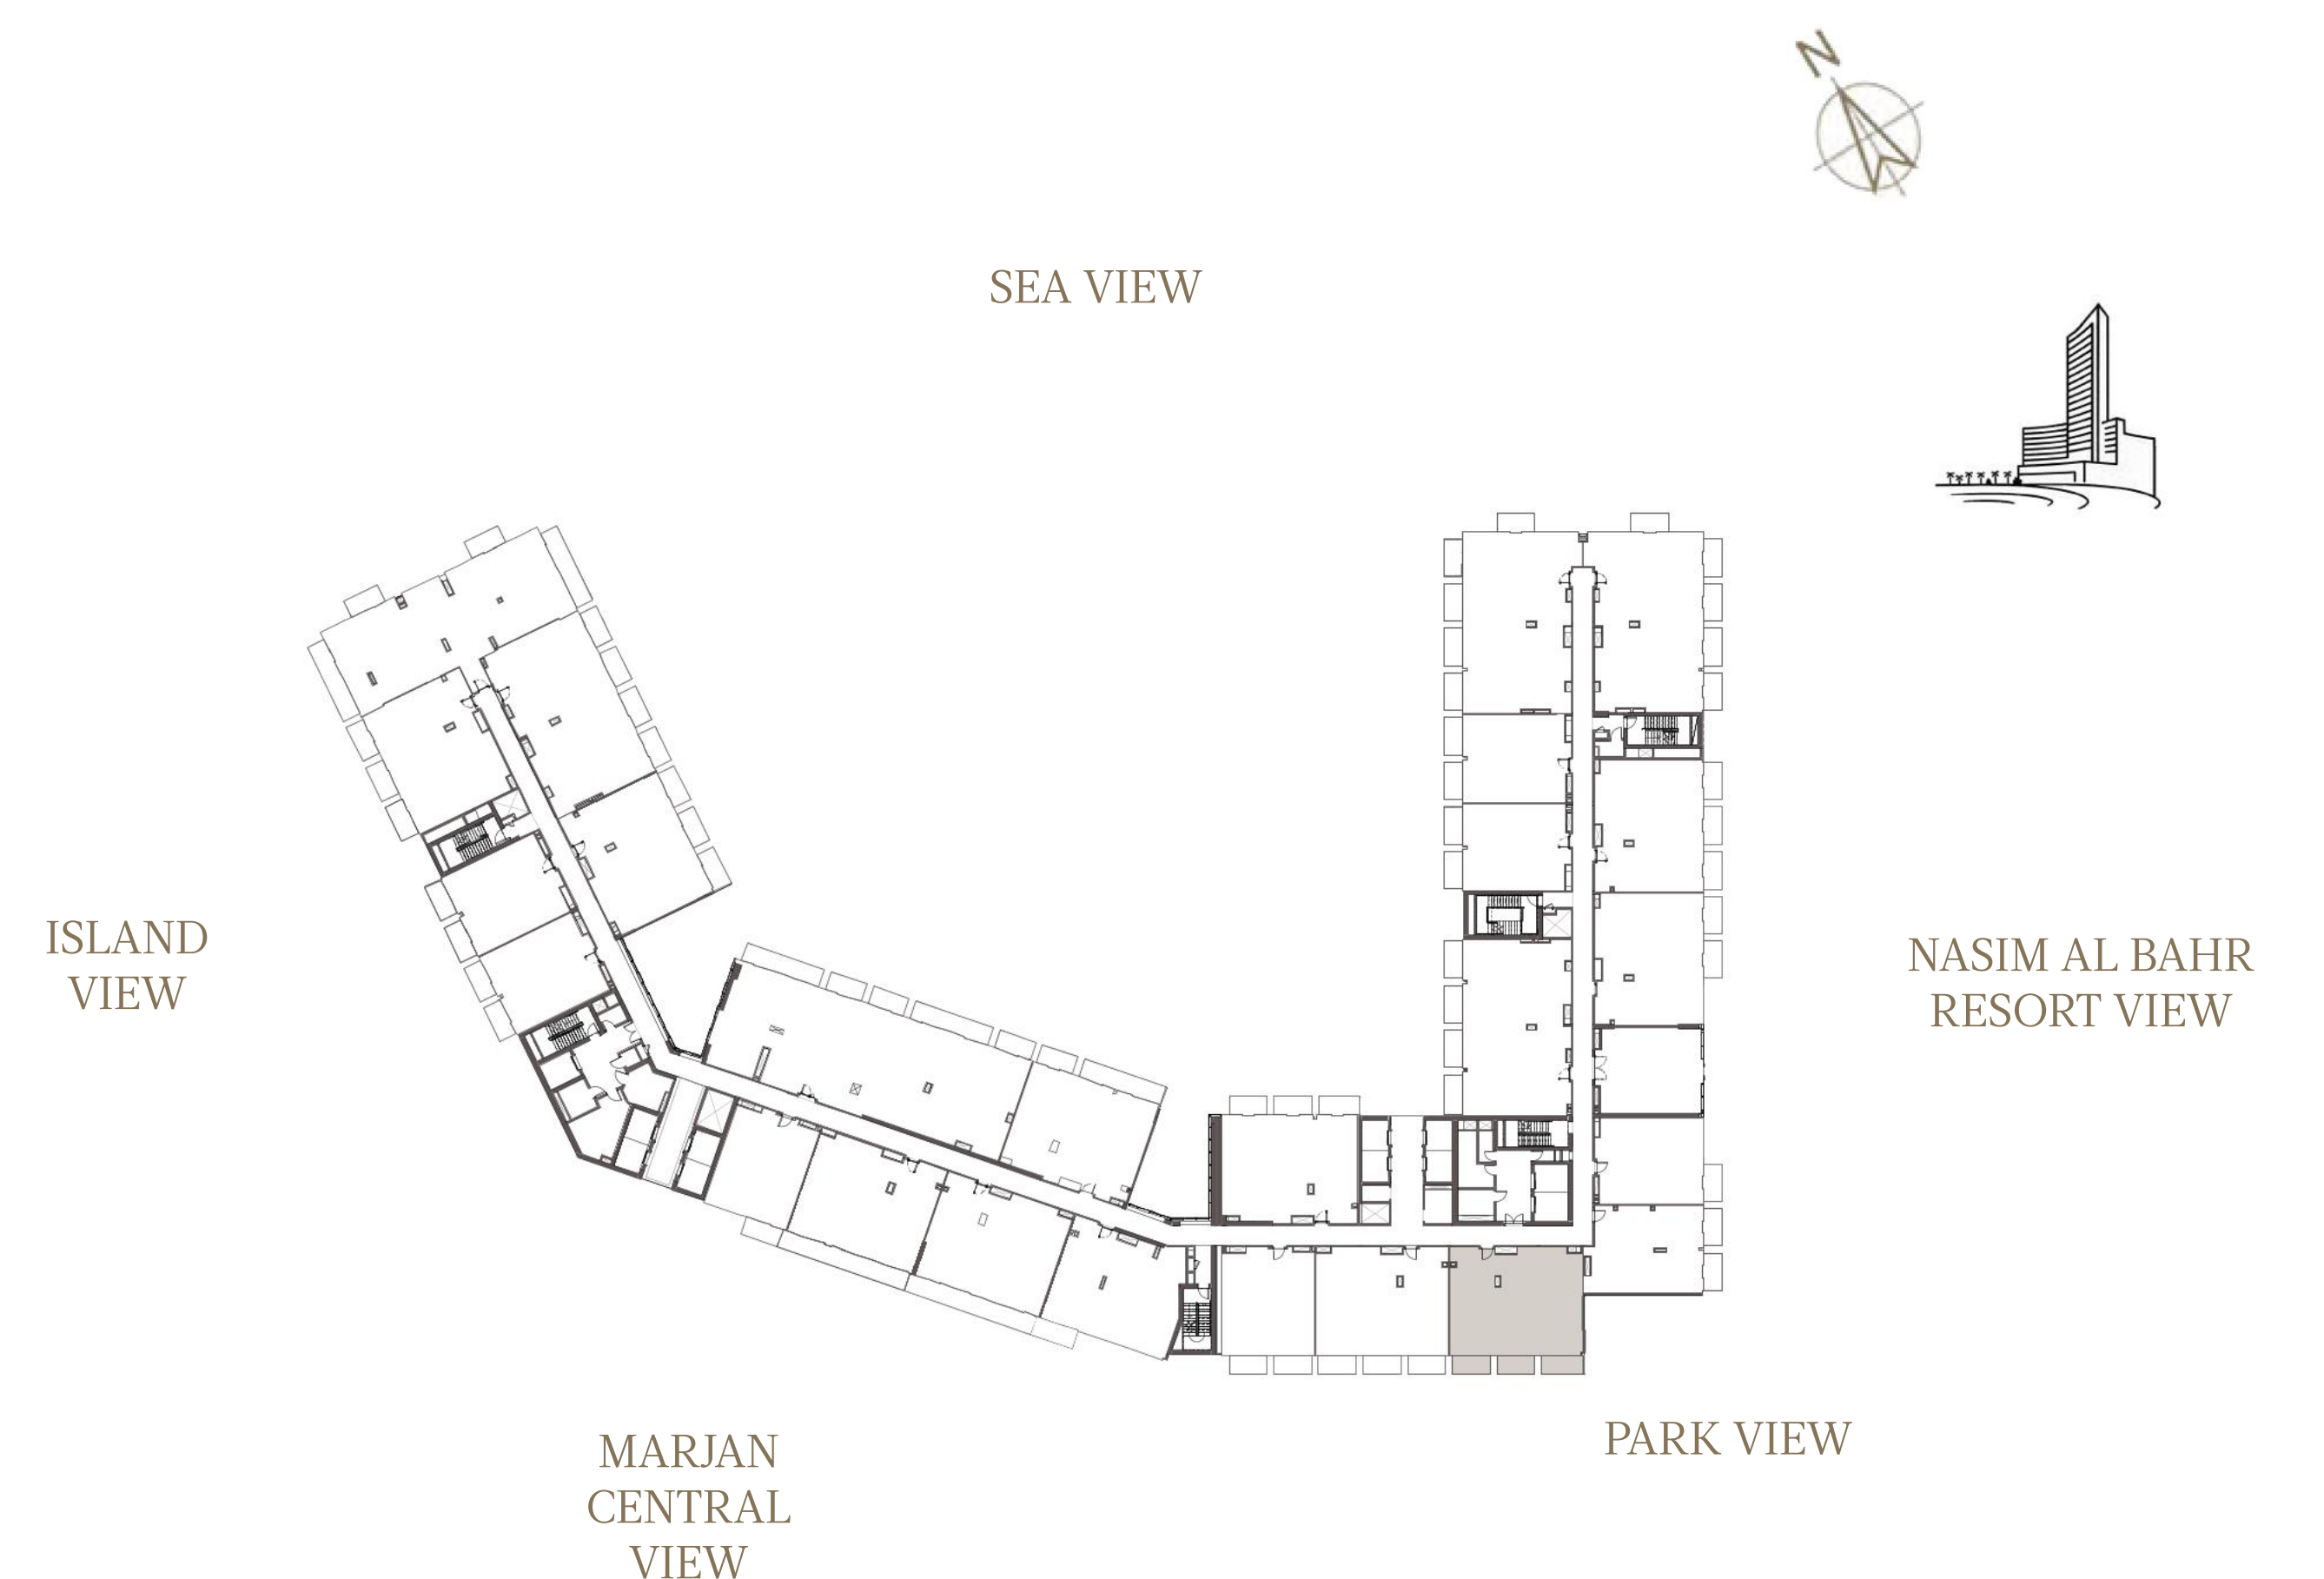 N
SEA VIEW
ISLAND
VIEW
NASIM AL BAHR
RESORT VIEW
PARK VIEW
MARJAN
CENTRAL
VIEW